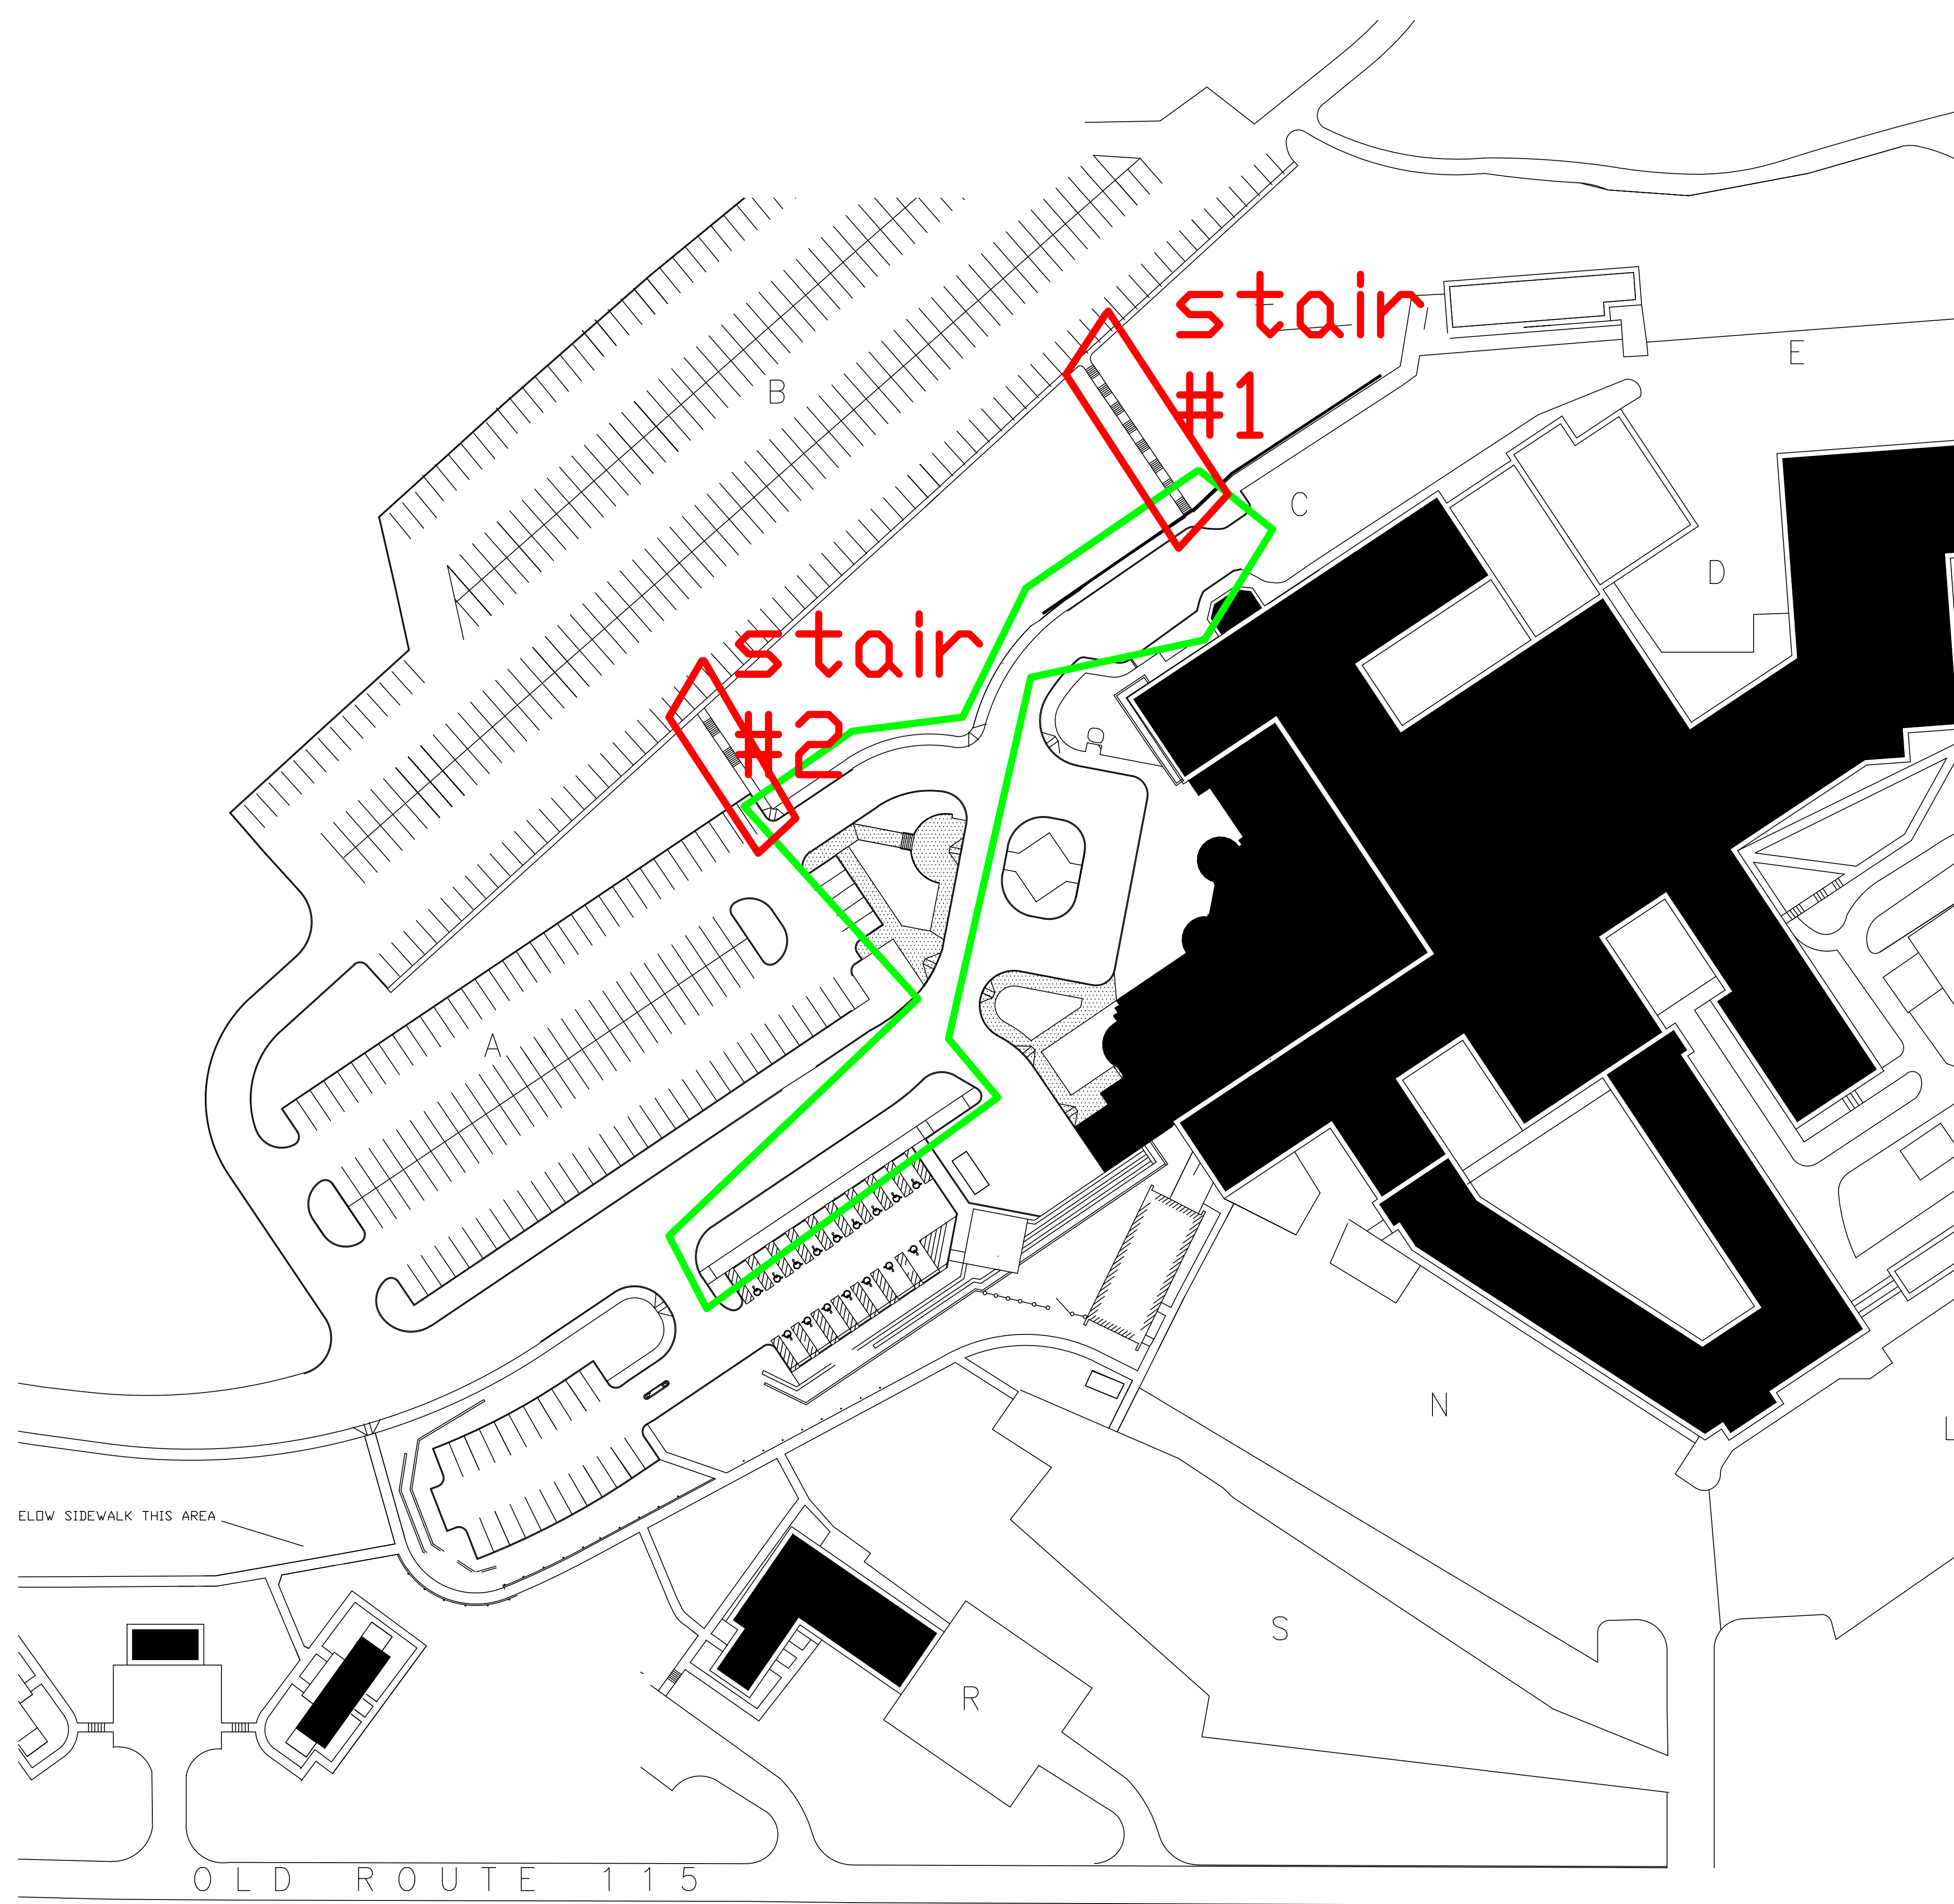 stair
#1
E
B
C
D
stair
#2
A
N
L
ELOW SIDEWALK THIS AREA
S
R
OLD ROUTE 115